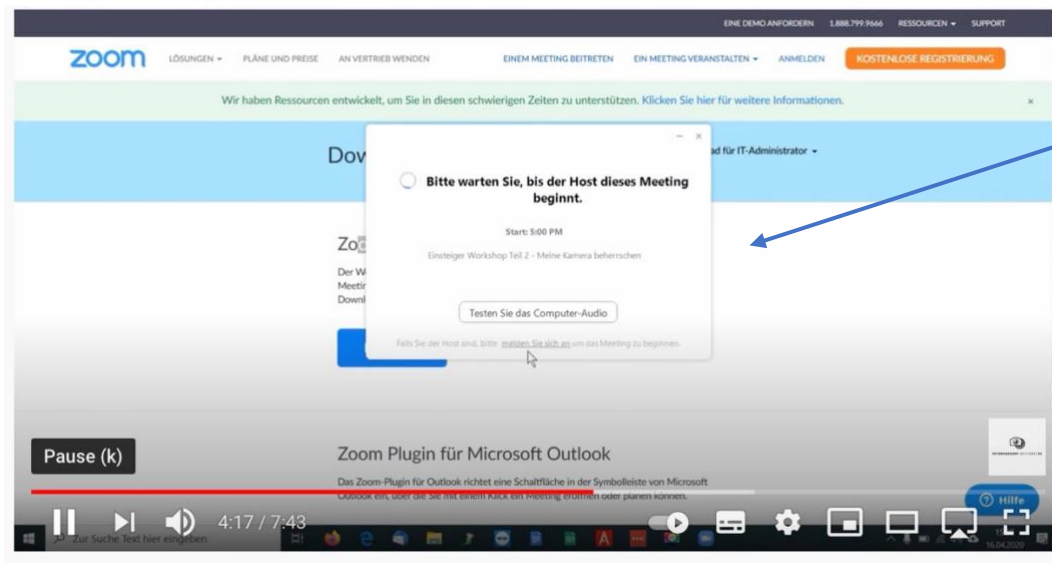 EINE DEMO ANFORDERN 1.888.799.9666 RESSOURCEN SUPPORT
zoom LÖSUNGEN PLÄNE UND PREISE AN VERTRIEB WENDEN EINEM MEETING BEITRETEN EIN MEETING VERANSTALTEN ANMELDEN KOSTENLOSE REGISTRIERUNG
Wir haben Ressourcen entwickelt, um Sie in diesen schwierigen Zeiten zu unterstützen. Klicken Sie hier für weitere Informationen.
Dov ad für IT-Administrator
Bitte warten Sie, bis der Host dieses Meeting
beginnt.
Start: 5:00 PM
Zo
Einsteiger Workshop Teil 2 - Meine Kamera beherrschen
Der W
Meetir
Downl
Testen Sie das Computer-Audio
Falls Sie der Host sind, bitte melden Sie sich an um das Meeting zu beginnen.
Pause (k)
Zoom Plugin für Microsoft Outlook
Das Zoom-Plugin für Outlook richtet eine Schaltfläche in der Symbolleiste von Microsoft
Outlook ein, über die Sie mit einem Klick ein Meeting eröffnen oder planen können.
Hilfe
4:17 / 7:43
Zur Suche Text hier eingeben
16.04.2020